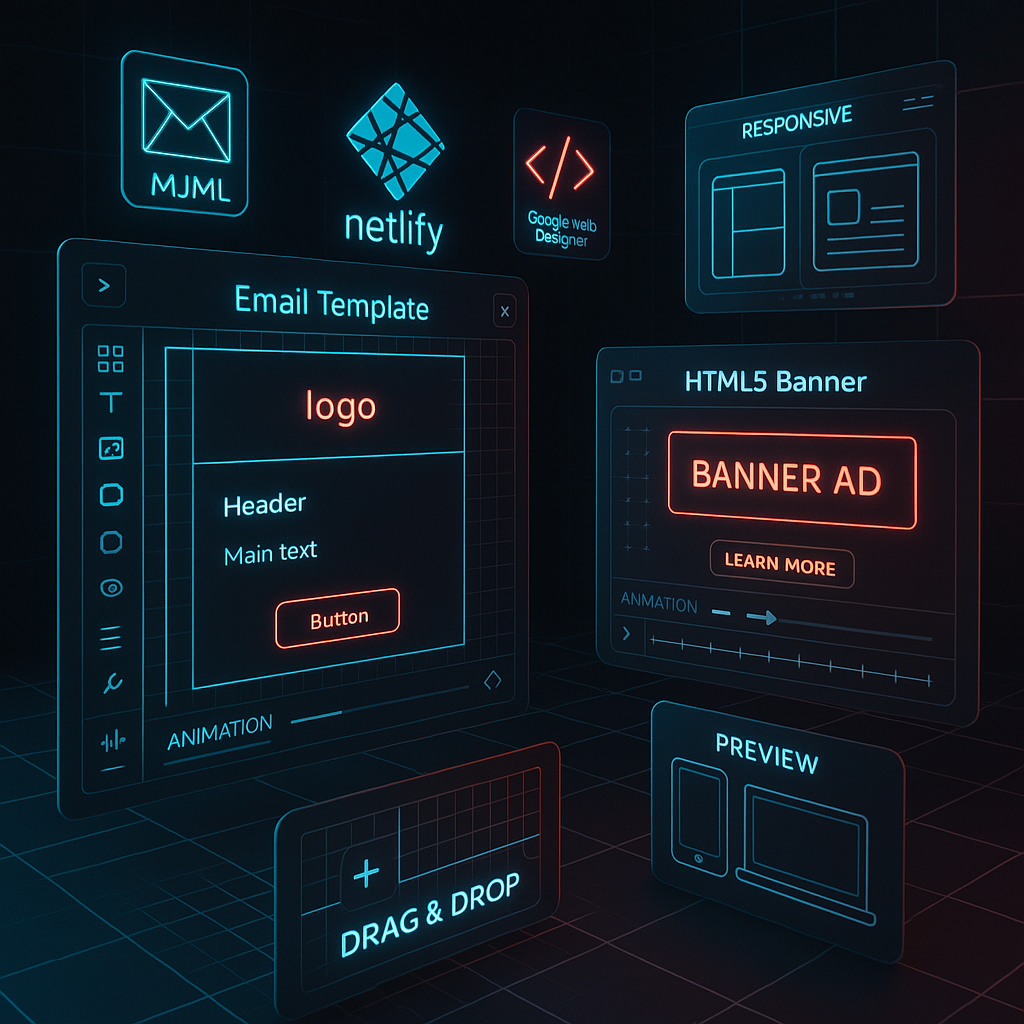 MJML
netlify
Google welb
Designer
RESPONSIVE
Email Template
logo
Header
Main text
Button
ANIMATION
HTML5 Banner
BANNER AD
LEARN MORE
ANMATION
DRAG & DROP
PREVIEW